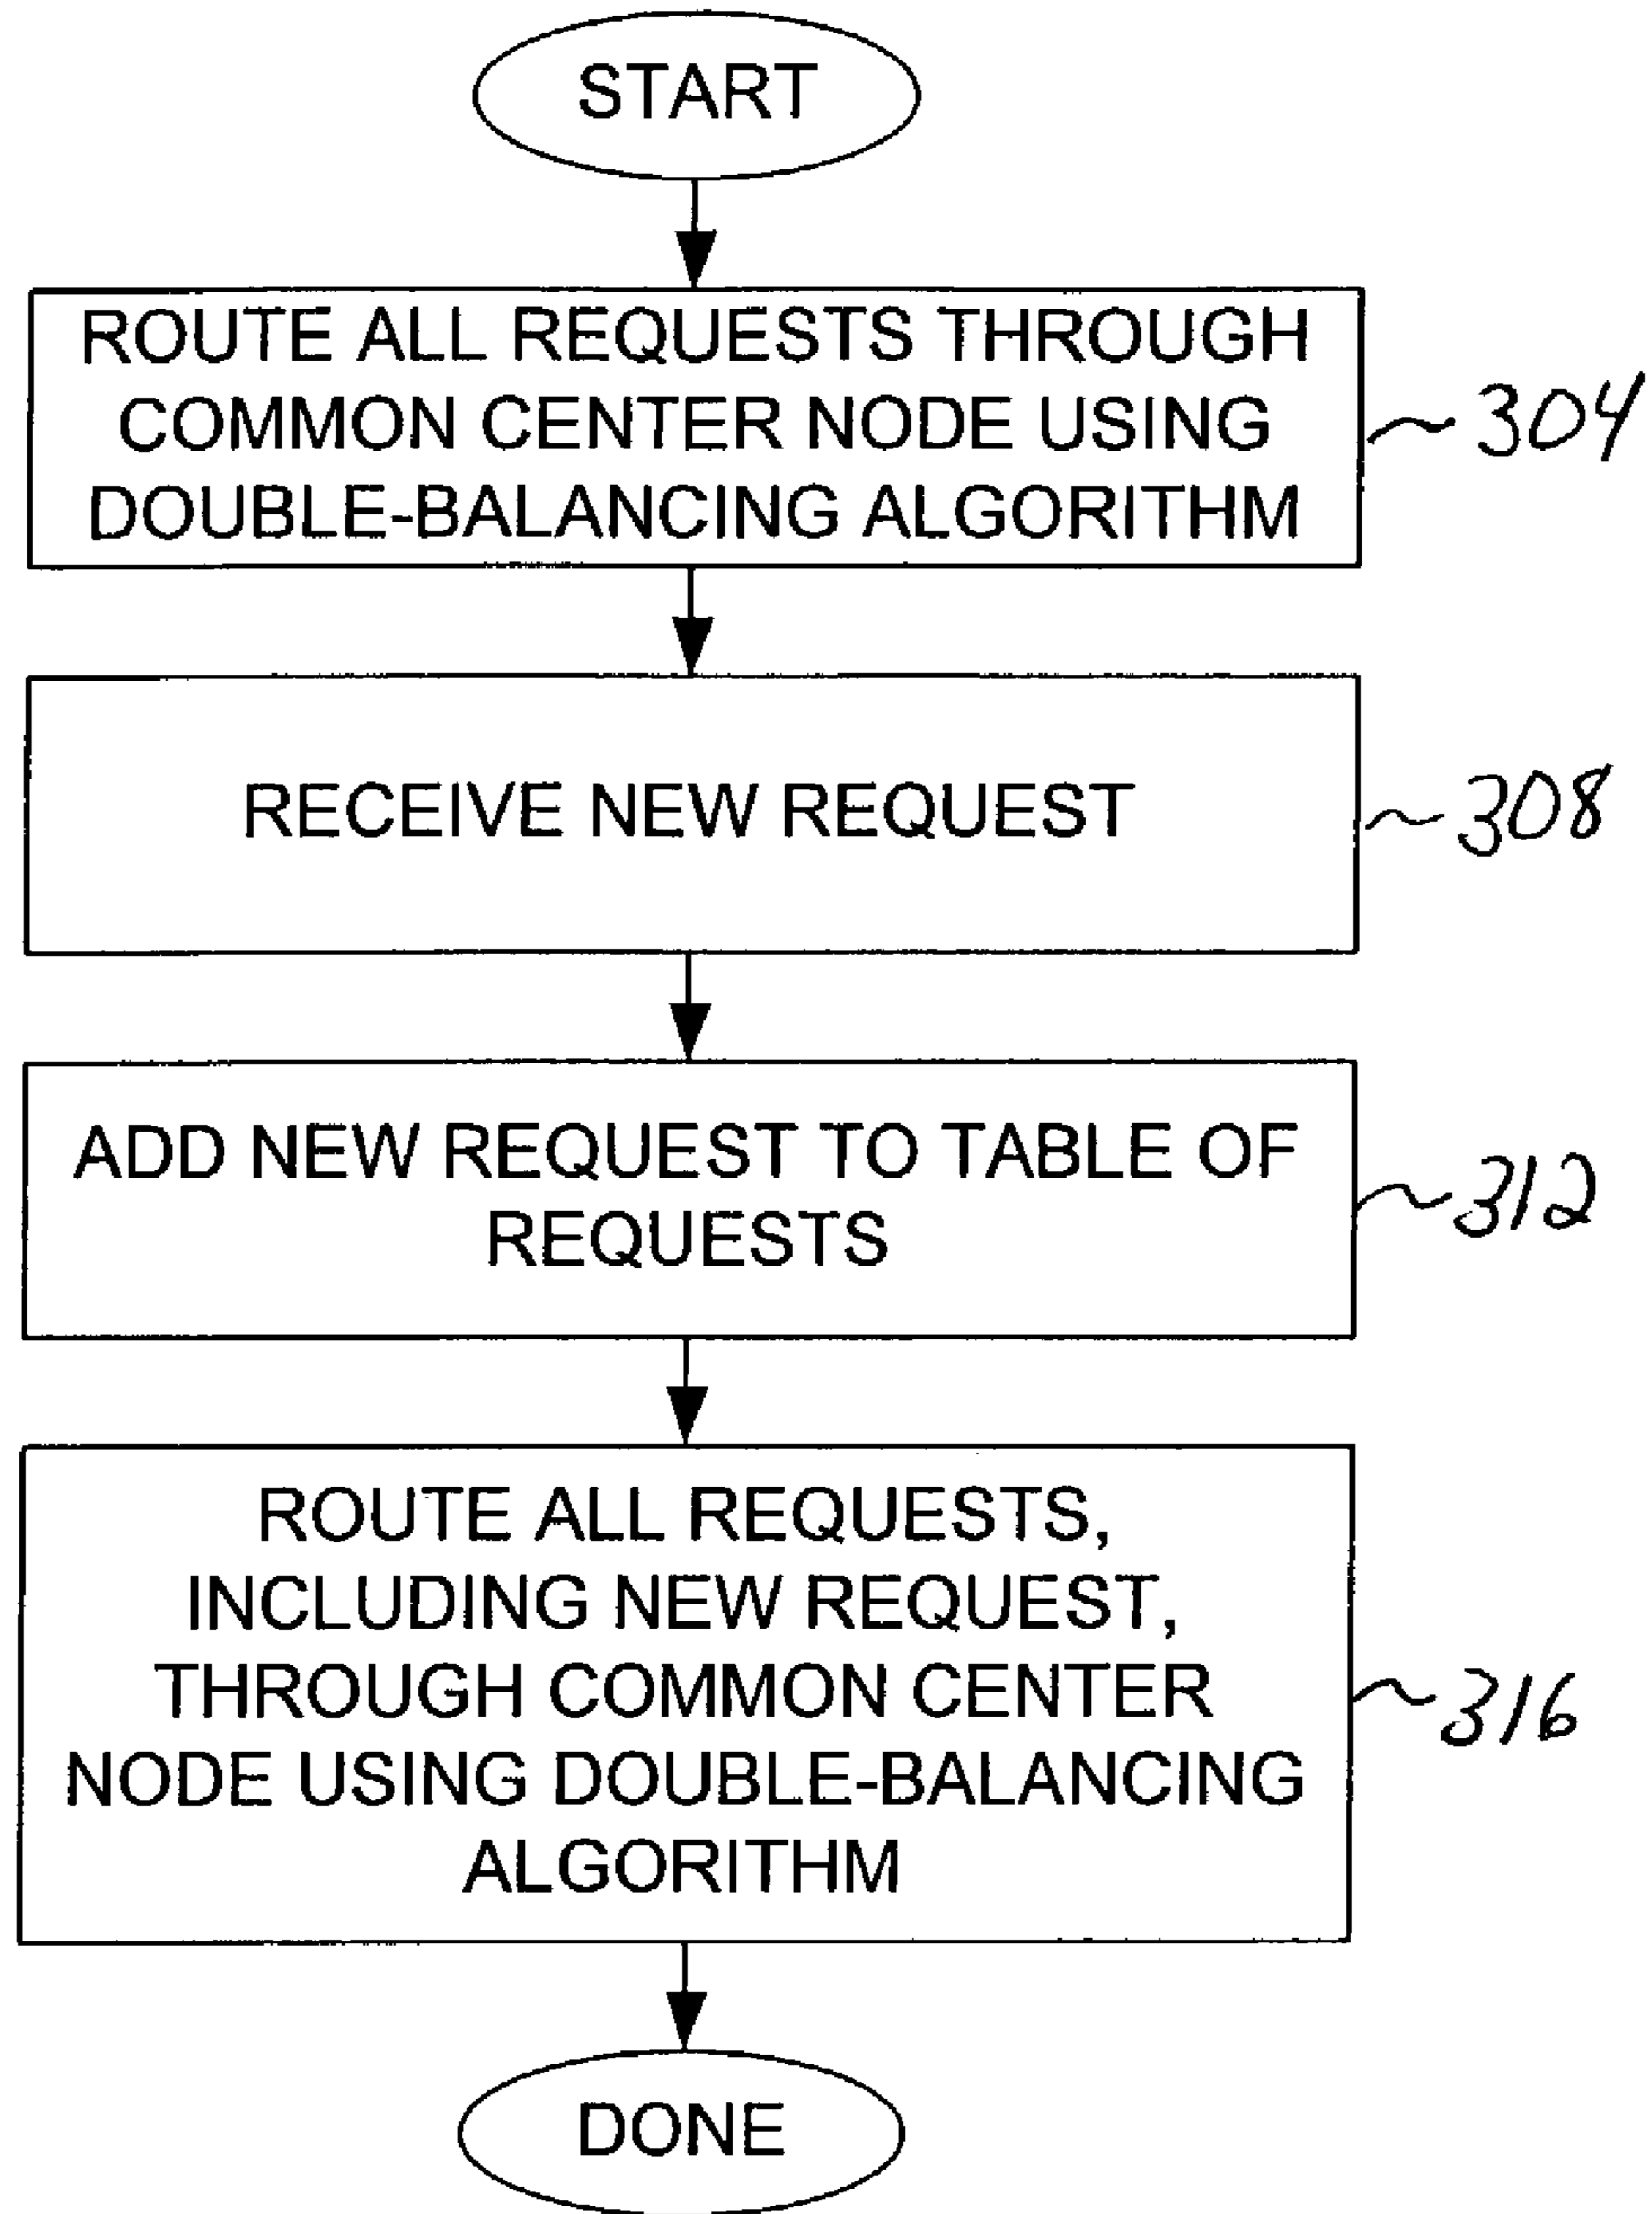 START
ROUTE ALL REQUESTS THROUGH
COMMON CENTER NODE USING
DOUBLE-BALANCING ALGORITHM
304
RECEIVE NEW REQUEST
308
ADD NEW REQUEST TO TABLE OF
REQUESTS
312
ROUTE ALL REQUESTS,
INCLUDING NEW REQUEST,
THROUGH COMMON CENTER
NODE USING DOUBLE-BALANCING
ALGORITHM
316
DONE